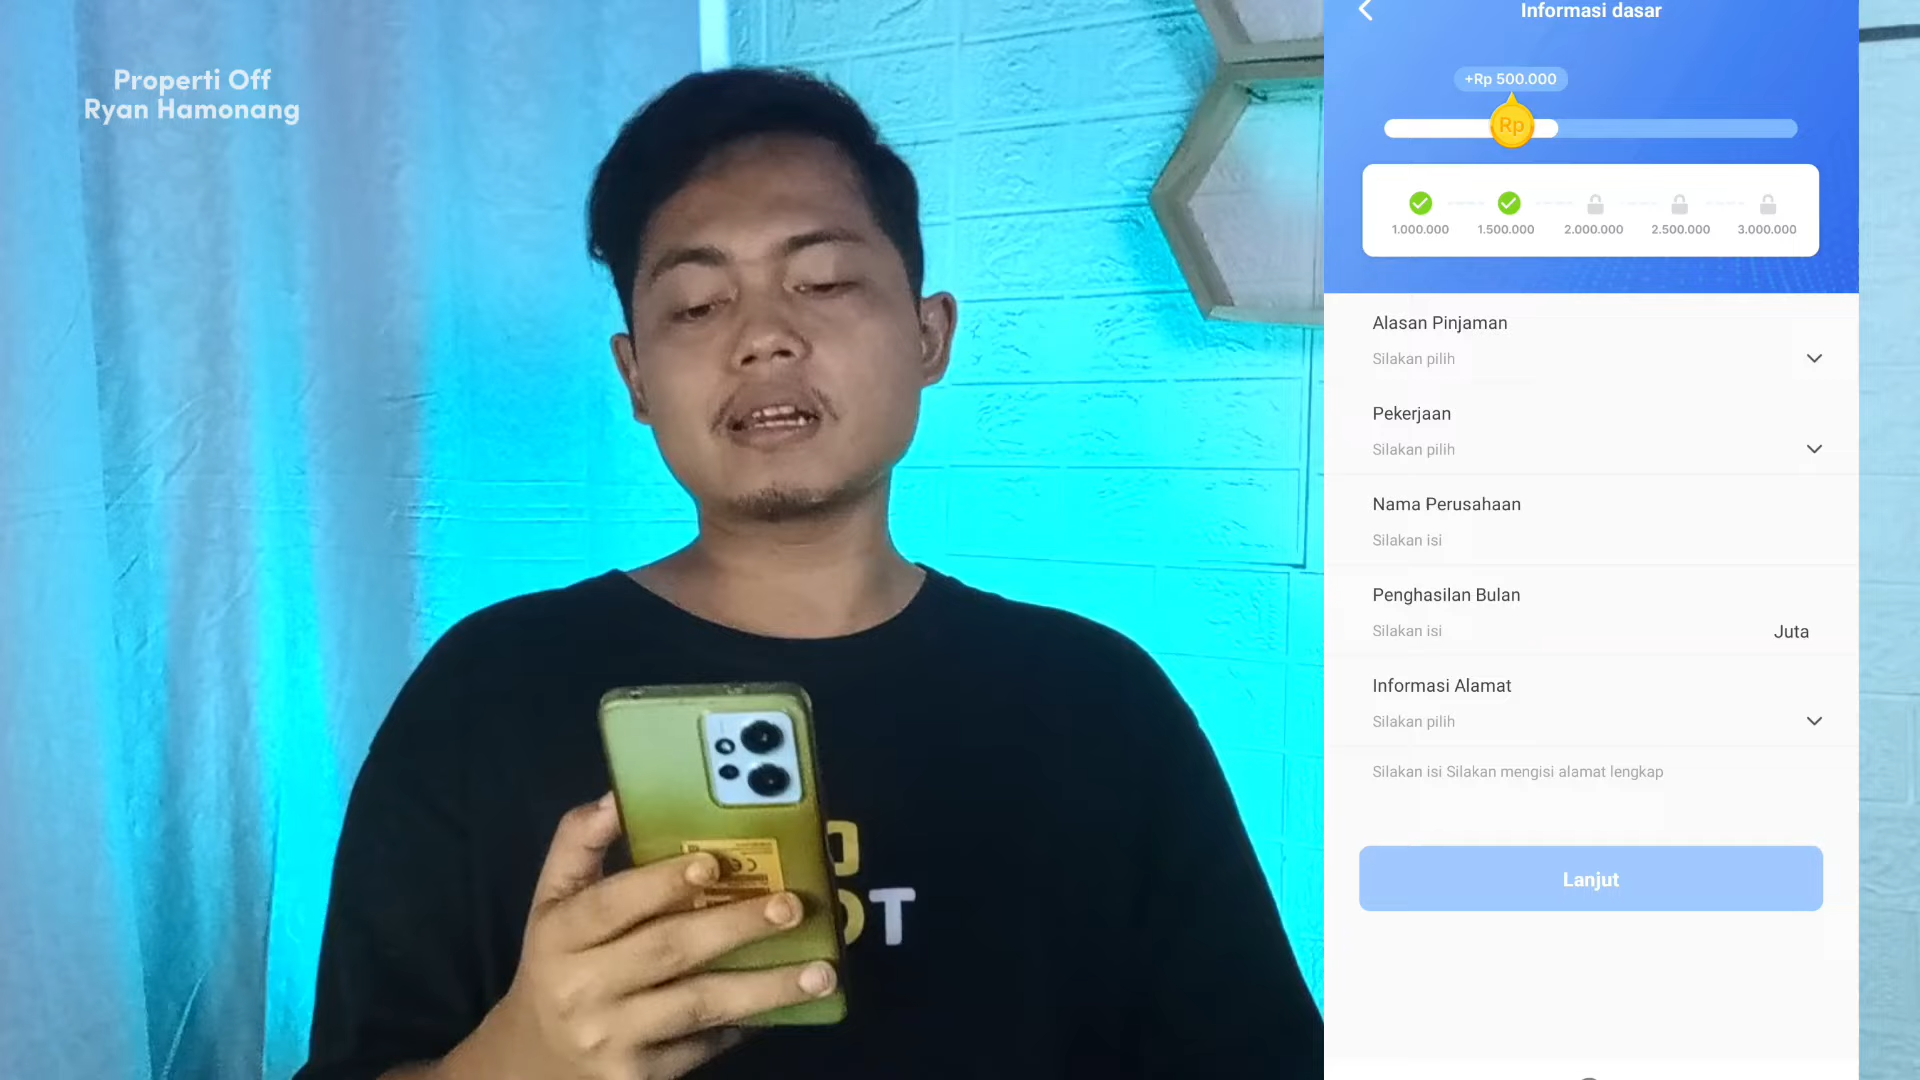 Properti Off
Ryan Hamonang
Informasi dasar
+Rp 500.000
Rp
1.000.000
1.500.000
2.000.000
2.500.000
3.000.000
Alasan Pinjaman
Silakan pilih
Pekerjaan
Silakan pilih
Nama Perusahaan
Silakan isi
Penghasilan Bulan
Silakan isi
Juta
Informasi Alamat
Silakan pilih
Silakan isi Silakan mengisi alamat lengkap
Lanjut